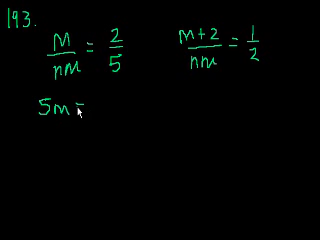 193.
m/nm = 2/5   m+2/nm = 1/2
5m =